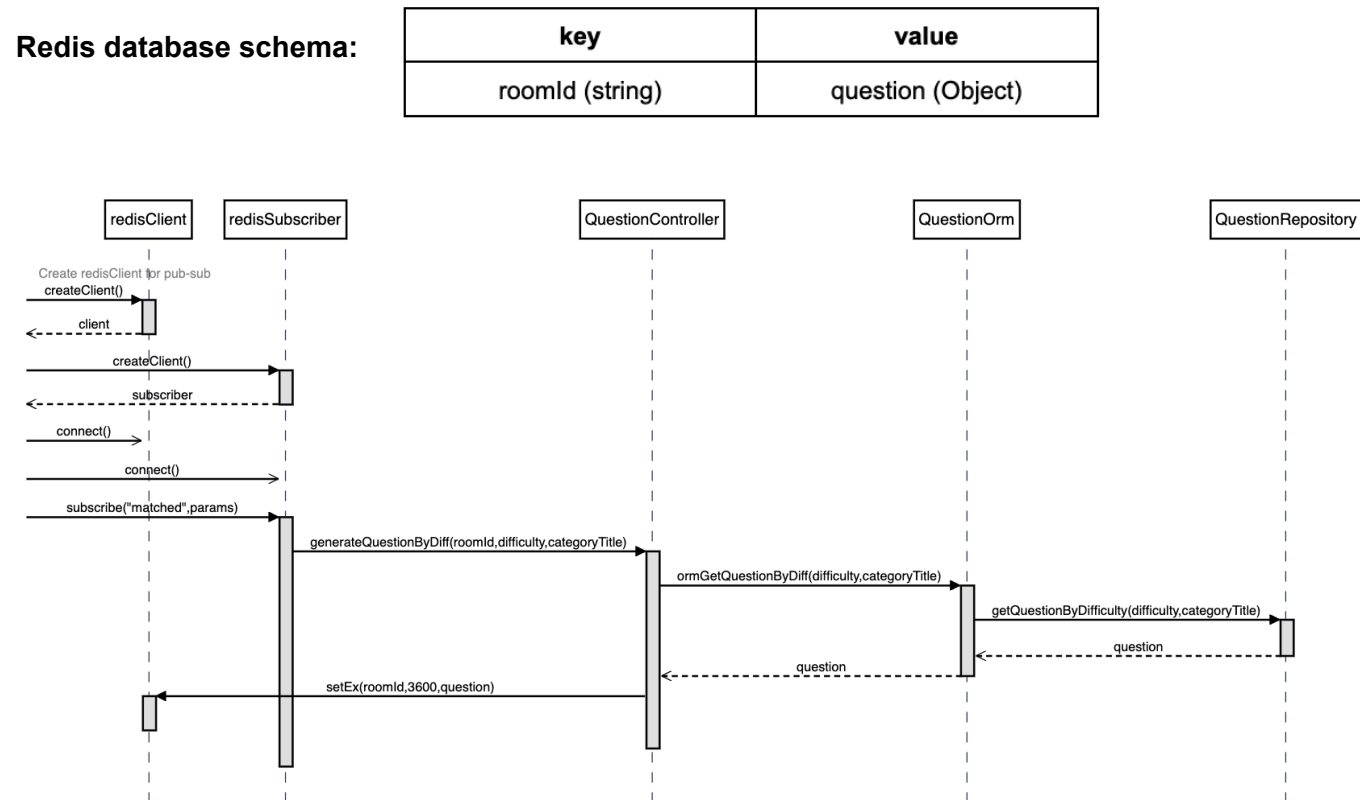 Redis database schema:
key
value
roomId (string)
question (Object)
redisClient
redisSubscriber
QuestionController
QuestionOrm
QuestionRepository
Create redisClient for pub-sub
createClient()
client
createClient()
subscriber
connect()
connect()
subscribe("matched",params)
generateQuestionByDiff(roomId,difficulty,categoryTitle)
ormGetQuestionByDiff(difficulty,categoryTitle)
getQuestionByDifficulty(difficulty,categoryTitle)
question
question
setEx(roomId,3600,question)